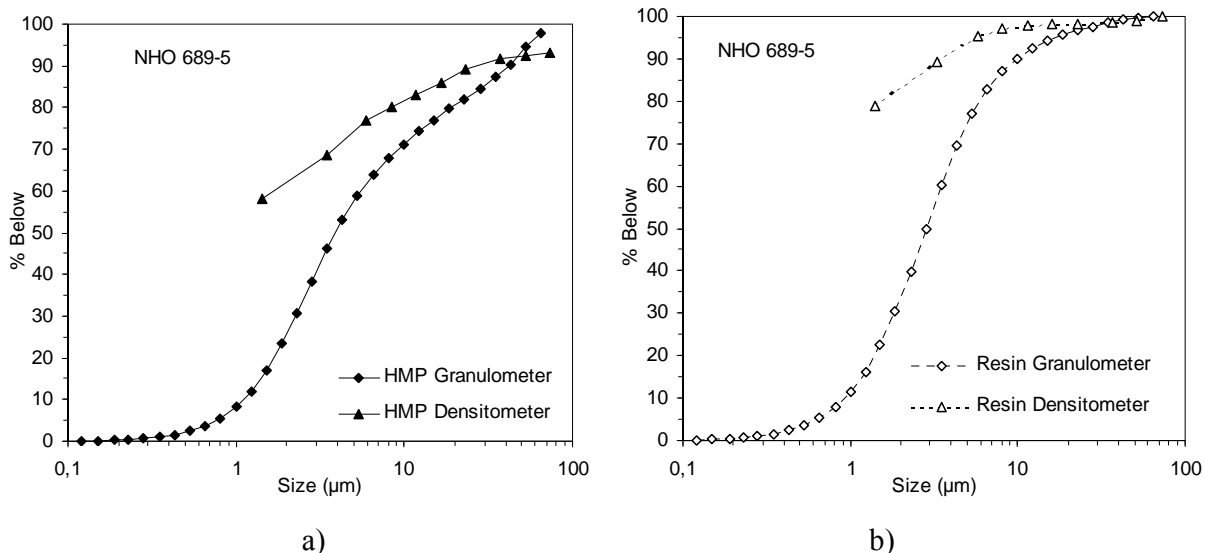 100
90
80
70
60
50
40
30
20
10
0
% Below
NHO 689-5
HMP Granulometer
HMP Densitometer
0,1 1 10 100
Size (µm)
a)
100
90
80
70
60
50
40
30
20
10
0
% Below
NHO 689-5
Resin Granulometer
Resin Densitometer
0,1 1 10 100
Size (µm)
b)